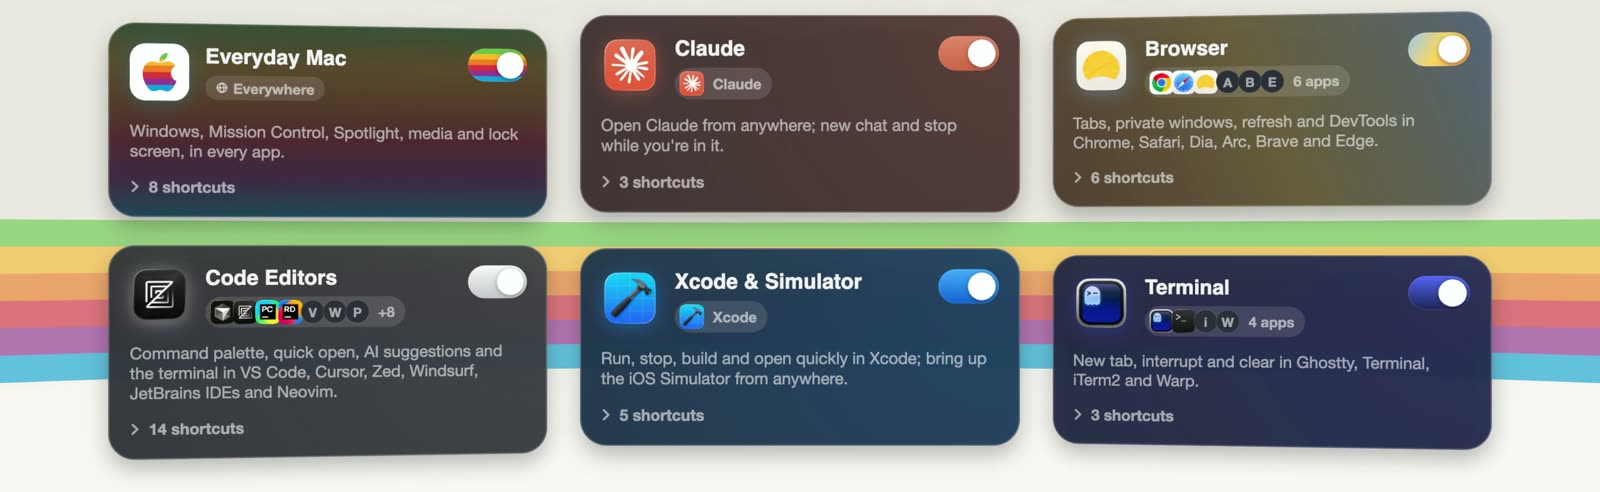 Everyday Mac
Everywhere
Windows, Mission Control, Spotlight, media and lock
screen, in every app.
8 shortcuts
Claude
Claude
Open Claude from anywhere; new chat and stop
while you're in it.
3 shortcuts
Browser
A B E 6 apps
Tabs, private windows, refresh and DevTools in
Chrome, Safari, Dia, Arc, Brave and Edge.
6 shortcuts
Code Editors
PC RD V W P +8
Command palette, quick open, AI suggestions and
the terminal in VS Code, Cursor, Zed, Windsurf,
JetBrains IDEs and Neovim.
14 shortcuts
Xcode & Simulator
Xcode
Run, stop, build and open quickly in Xcode; bring up
the iOS Simulator from anywhere.
5 shortcuts
Terminal
>_ i W 4 apps
New tab, interrupt and clear in Ghostty, Terminal,
iTerm2 and Warp.
3 shortcuts